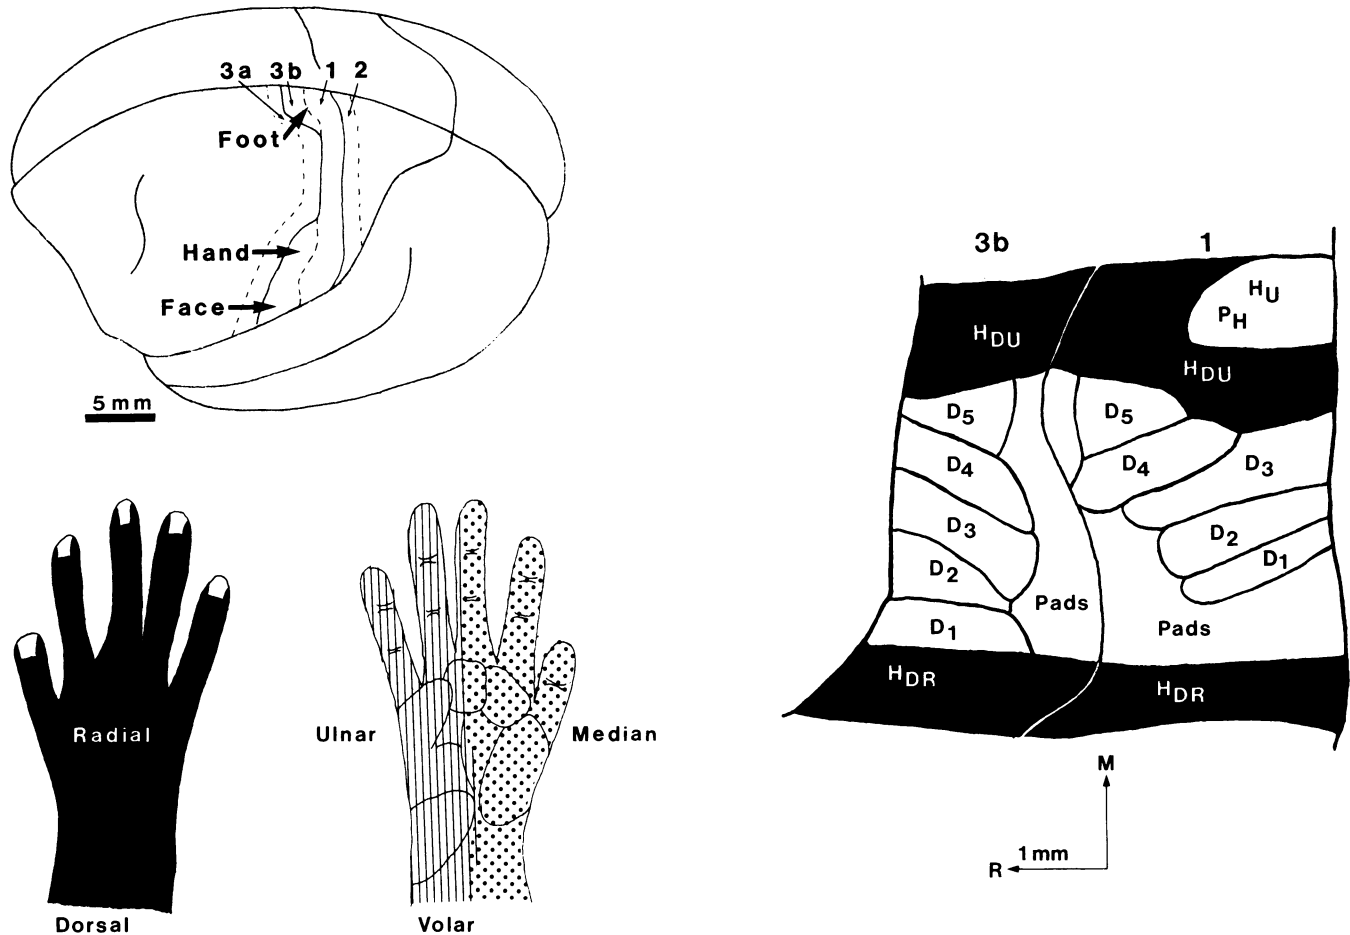 3a 3b 1 2
Foot
Hand
Face
5 mm
Radial
Dorsal
Ulnar
Median
Volar
3b
1
HU
PH
HDU
HDU
D5
D5
D4
D4
D3
D3
D2
D2
D1
D1
Pads
Pads
HDR
HDR
M
1 mm
R